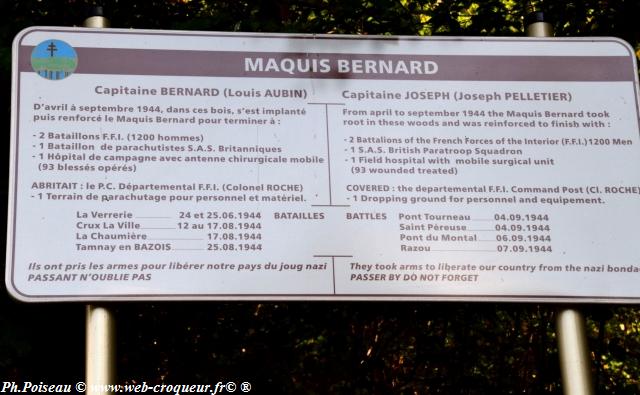 MAQUIS BERNARD
Capitaine BERNARD (Louis AUBIN)
D'avril à septembre 1944, dans ces bois, s'est implanté
puis renforcé le Maquis Bernard pour terminer à :
- 2 Bataillons F.F.I. (1200 hommes)
- 1 Bataillon de parachutistes S.A.S. Britanniques
- 1 Hôpital de campagne avec antenne chirurgicale mobile
(93 blessés opérés)
ABRITAIT : le P.C. Départemental F.F.I. (Colonel ROCHE)
- 1 Terrain de parachutage pour personnel et matériel.
Capitaine JOSEPH (Joseph PELLETIER)
From april to september 1944 the Maquis Bernard took
root in these woods and was reinforced to finish with :
- 2 Battalions of the French Forces of the Interior (F.F.I.) 1200 Men
- 1 S.A.S. British Paratroop Squadron
- 1 Field hospital with mobile surgical unit
(93 wounded treated)
COVERED : the departemental F.F.I. Command Post (Cl. ROCHE)
- 1 Dropping ground for personnel and equipement.
BATAILLES
La Verrerie 24 et 25.06.1944
Crux La Ville 12 au 17.08.1944
La Chaumière 17.08.1944
Tamnay en BAZOIS 25.08.1944
BATTLES
Pont Tourneau 04.09.1944
Saint Péreuse 04.09.1944
Pont du Montal 06.09.1944
Razou 07.09.1944
Ils ont pris les armes pour libérer notre pays du joug nazi
PASSANT N'OUBLIE PAS
They took arms to liberate our country from the nazi bonda
PASSER BY DO NOT FORGET
Ph.Poiseau ©www-web-croqueur.fr© ®